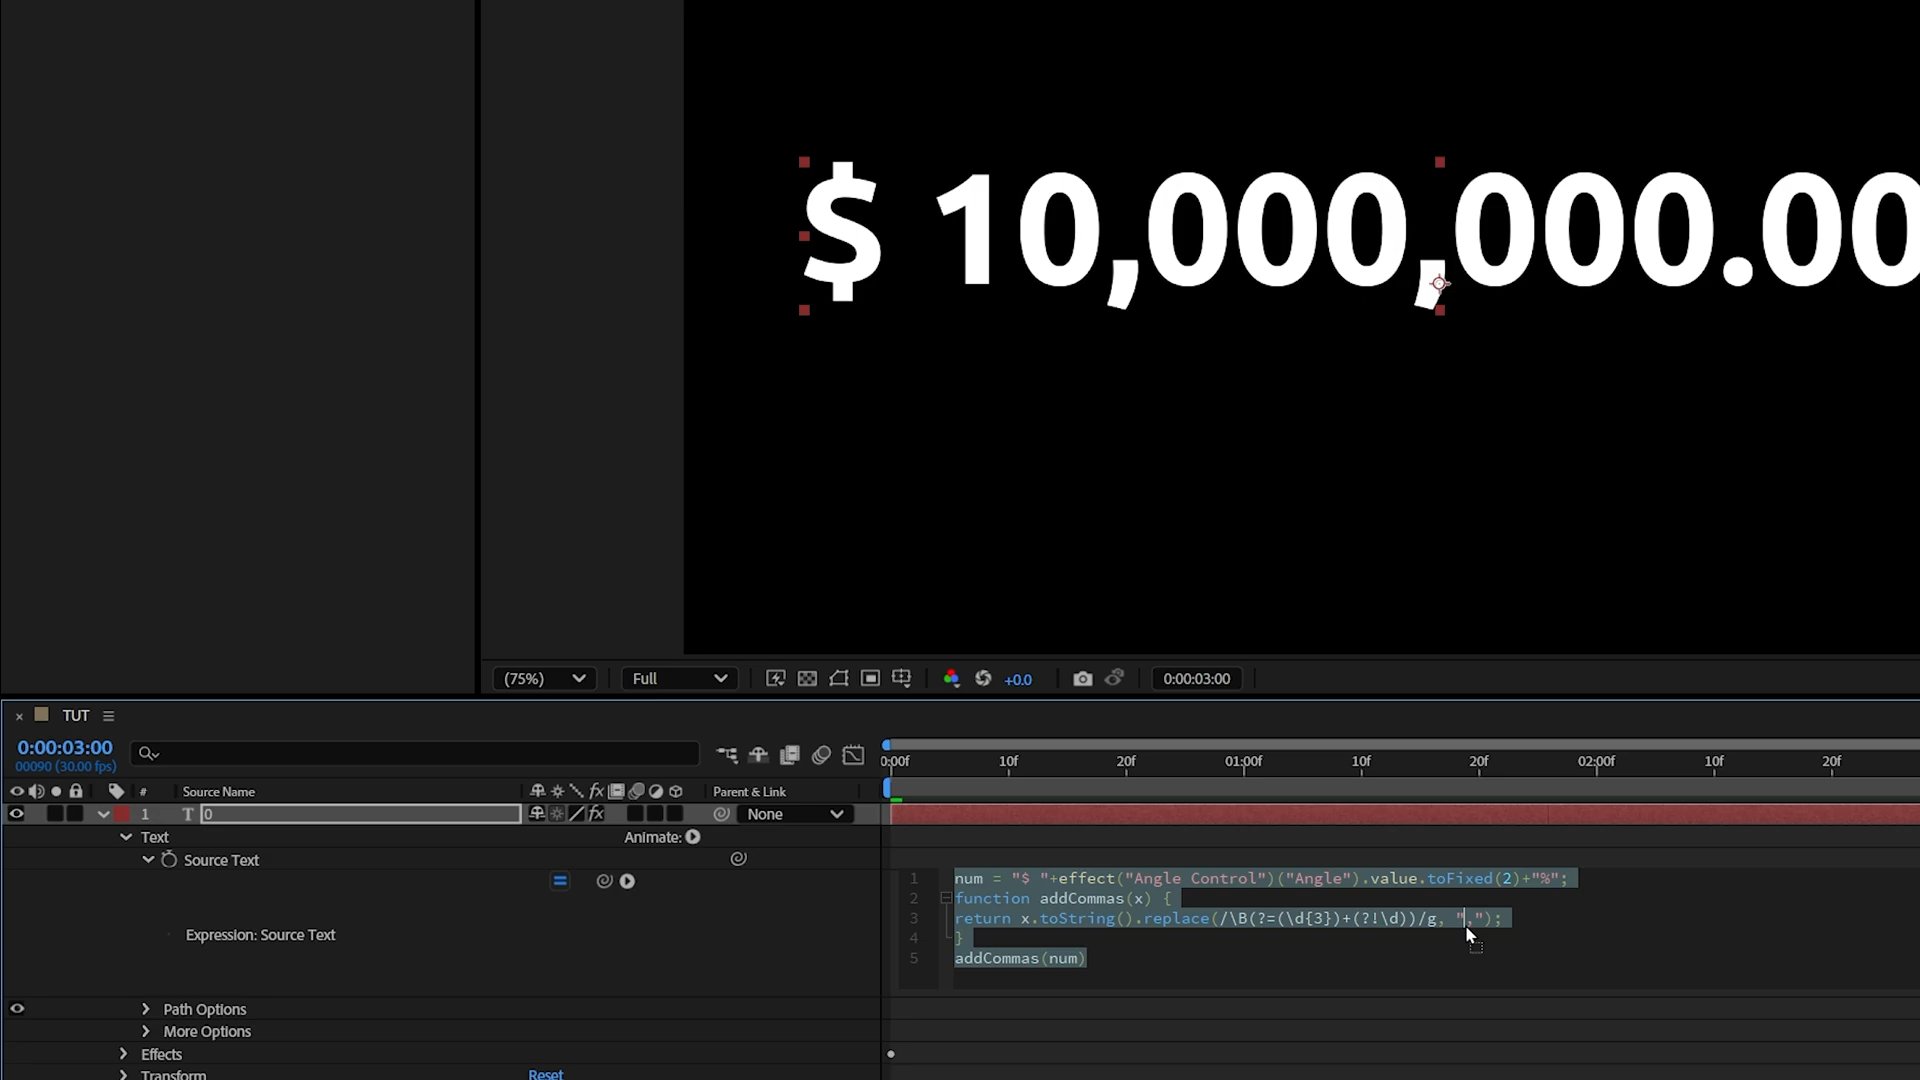 $ 10,000,000.00
(75%)
Full
+0.0
0:00:03:00
TUT
0:00:03:00
00090 (30.00 fps)
0:00f
10f
20f
01:00f
10f
20f
02:00f
10f
20f
#
Source Name
fx
Parent & Link
1
T
0
fx
None
Text
Animate:
Source Text
Expression: Source Text
1 num = "$ "+effect("Angle Control")("Angle").value.toFixed(2)+"%";
2 function addCommas(x) {
3 return x.toString().replace(/\B(?=(\d{3})+(?!\d))/g, ",");
4 }
5 addCommas(num)
Path Options
More Options
Effects
Transform
Reset